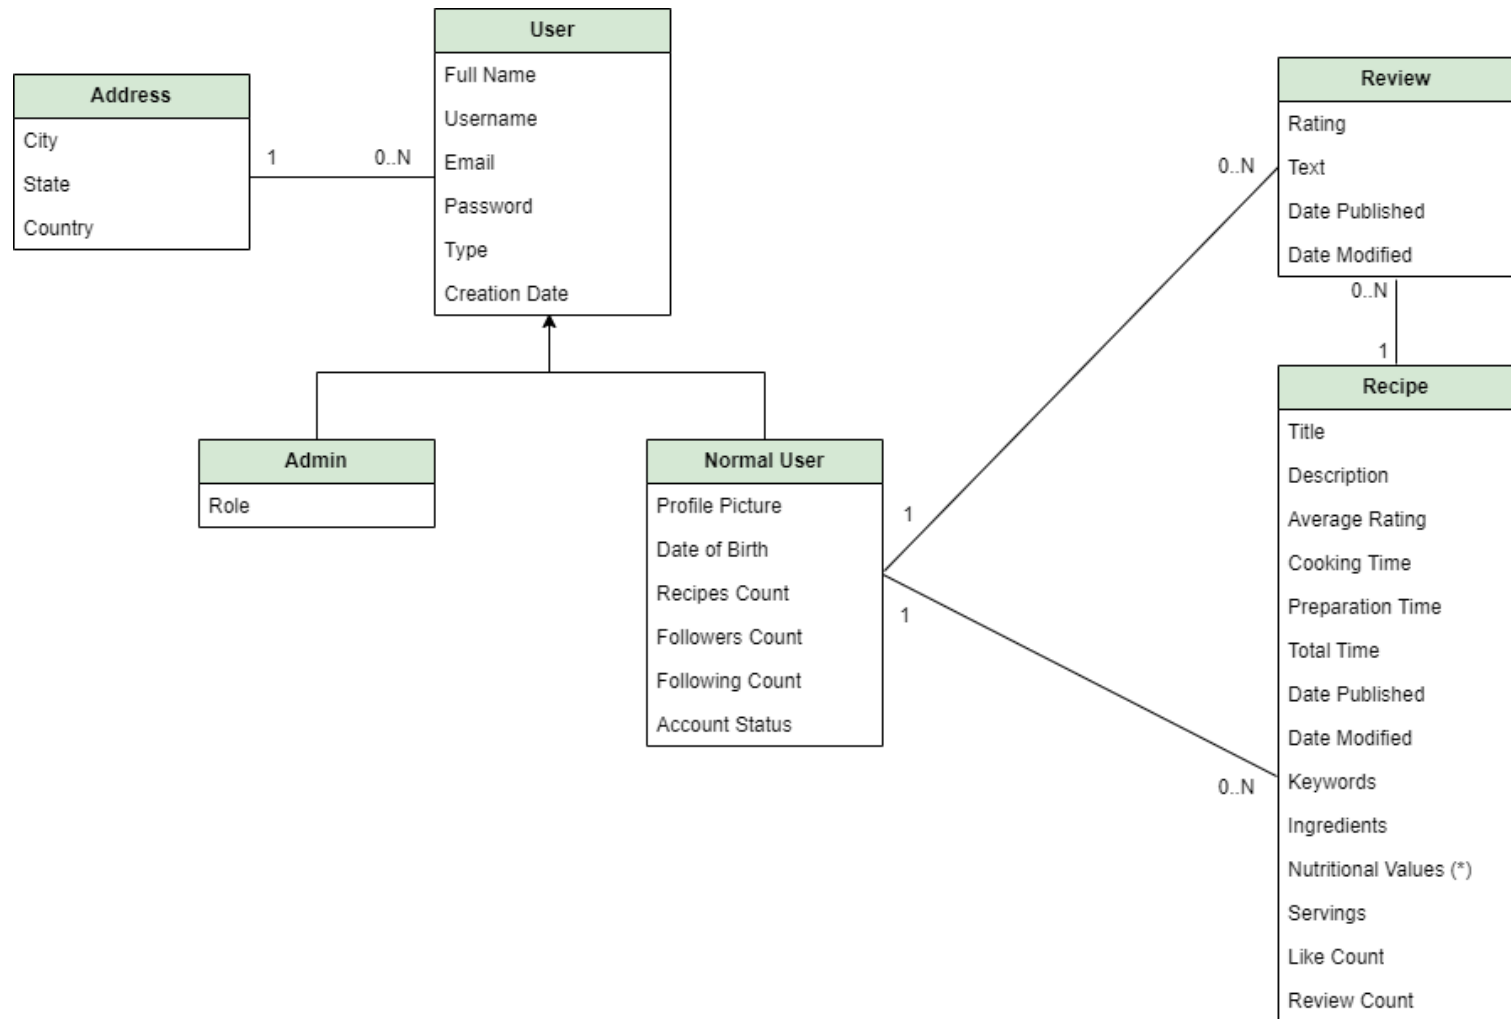 User
Full Name
Username
Email
Password
Type
Creation Date
Address
City
State
Country
1
0..N
Admin
Role
Normal User
Profile Picture
Date of Birth
Recipes Count
Followers Count
Following Count
Account Status
1
1
0..N
0..N
Review
Rating
Text
Date Published
Date Modified
0..N
1
Recipe
Title
Description
Average Rating
Cooking Time
Preparation Time
Total Time
Date Published
Date Modified
Keywords
Ingredients
Nutritional Values (*)
Servings
Like Count
Review Count